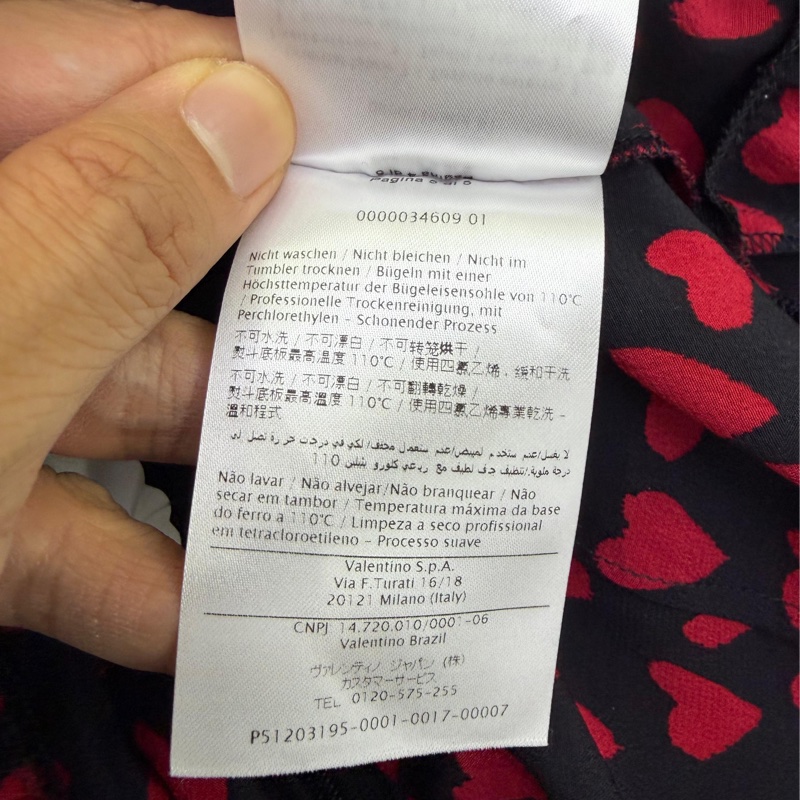 0000034609 01
Nicht waschen / Nicht bleichen / Nicht im
Tumbler trocknen / Bügeln mit einer
Höchsttemperatur der Bügeleisensohle von 110°C
/ Professionelle Trockenreinigung, mit
Perchlorethylen - Schonender Prozess
不可水洗 / 不可漂白 / 不可转笼烘干 /
熨斗底板最高温度 110°C / 使用四氯乙烯，缓和干洗
不可水洗 / 不可漂白 / 不可翻轉乾燥 /
熨斗底板最高溫度 110°C / 使用四氯乙烯專業乾洗 -
溫和程式
Não lavar / Não alvejar/Não branquear / Não
secar em tambor / Temperatura máxima da base
do ferro a 110°C / Limpeza a seco profissional
em tetracloroetileno - Processo suave
Valentino S.p.A.
Via F.Turati 16/18
20121 Milano (Italy)
CNPJ 14.720.010/0001-06
Valentino Brazil
ヴァレンティノ ジャパン (株)
カスタマーサービス
TEL 0120-575-255
P51203195-0001-0017-00007